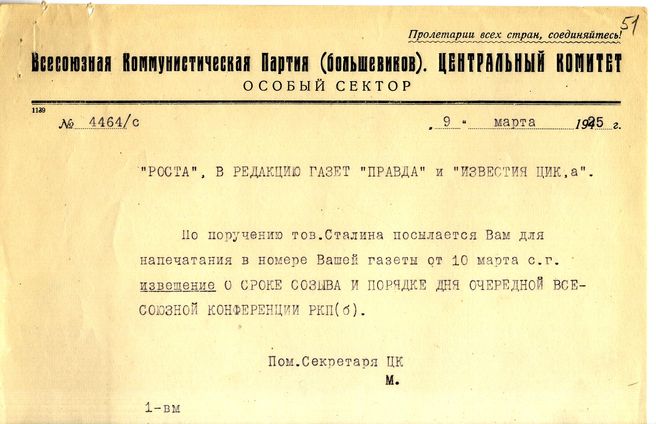 51
Пролетарии всех стран, соединяйтесь!
Всесоюзная Коммунистическая Партия (большевиков). ЦЕНТРАЛЬНЫЙ КОМИТЕТ
ОСОБЫЙ СЕКТОР
1139
№ 4464/с „ 9 " марта 1925 г.
"РОСТА", В РЕДАКЦИЮ ГАЗЕТ "ПРАВДА" и "ИЗВЕСТИЯ ЦИК,а".
По поручению тов.Сталина посылается Вам для
напечатания в номере Вашей газеты от 10 марта с.г.
извещение О СРОКЕ СОЗЫВА И ПОРЯДКЕ ДНЯ ОЧЕРЕДНОЙ ВСЕ-
СОЮЗНОЙ КОНФЕРЕНЦИИ РКП(б).
Пом.Секретаря ЦК
М.
1-вм